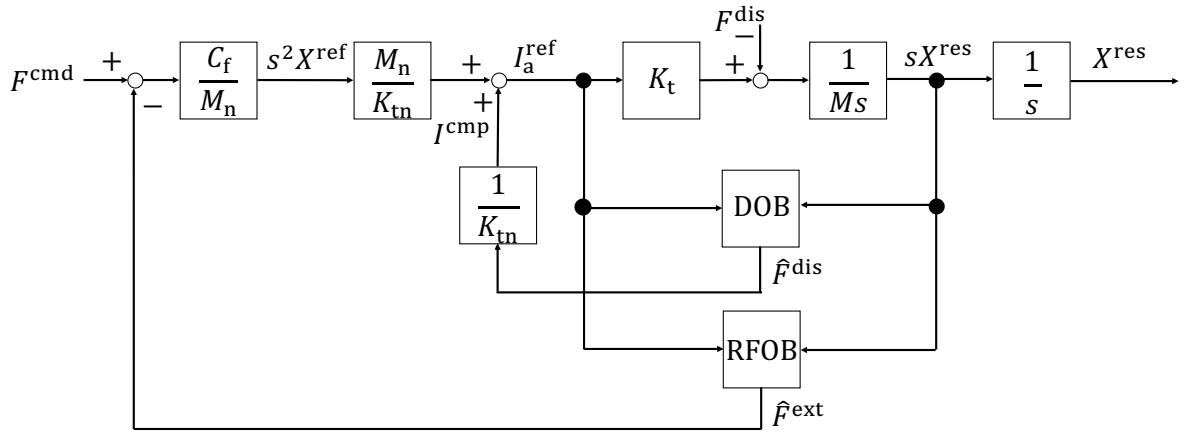 F^cmd
+
−
C_f
M_n
s²X^ref
M_n
K_tn
+
+
I_a^ref
I^cmp
K_t
F^dis
−
+
1
Ms
sX^res
1
s
X^res
1
K_tn
DOB
F̂^dis
RFOB
F̂^ext